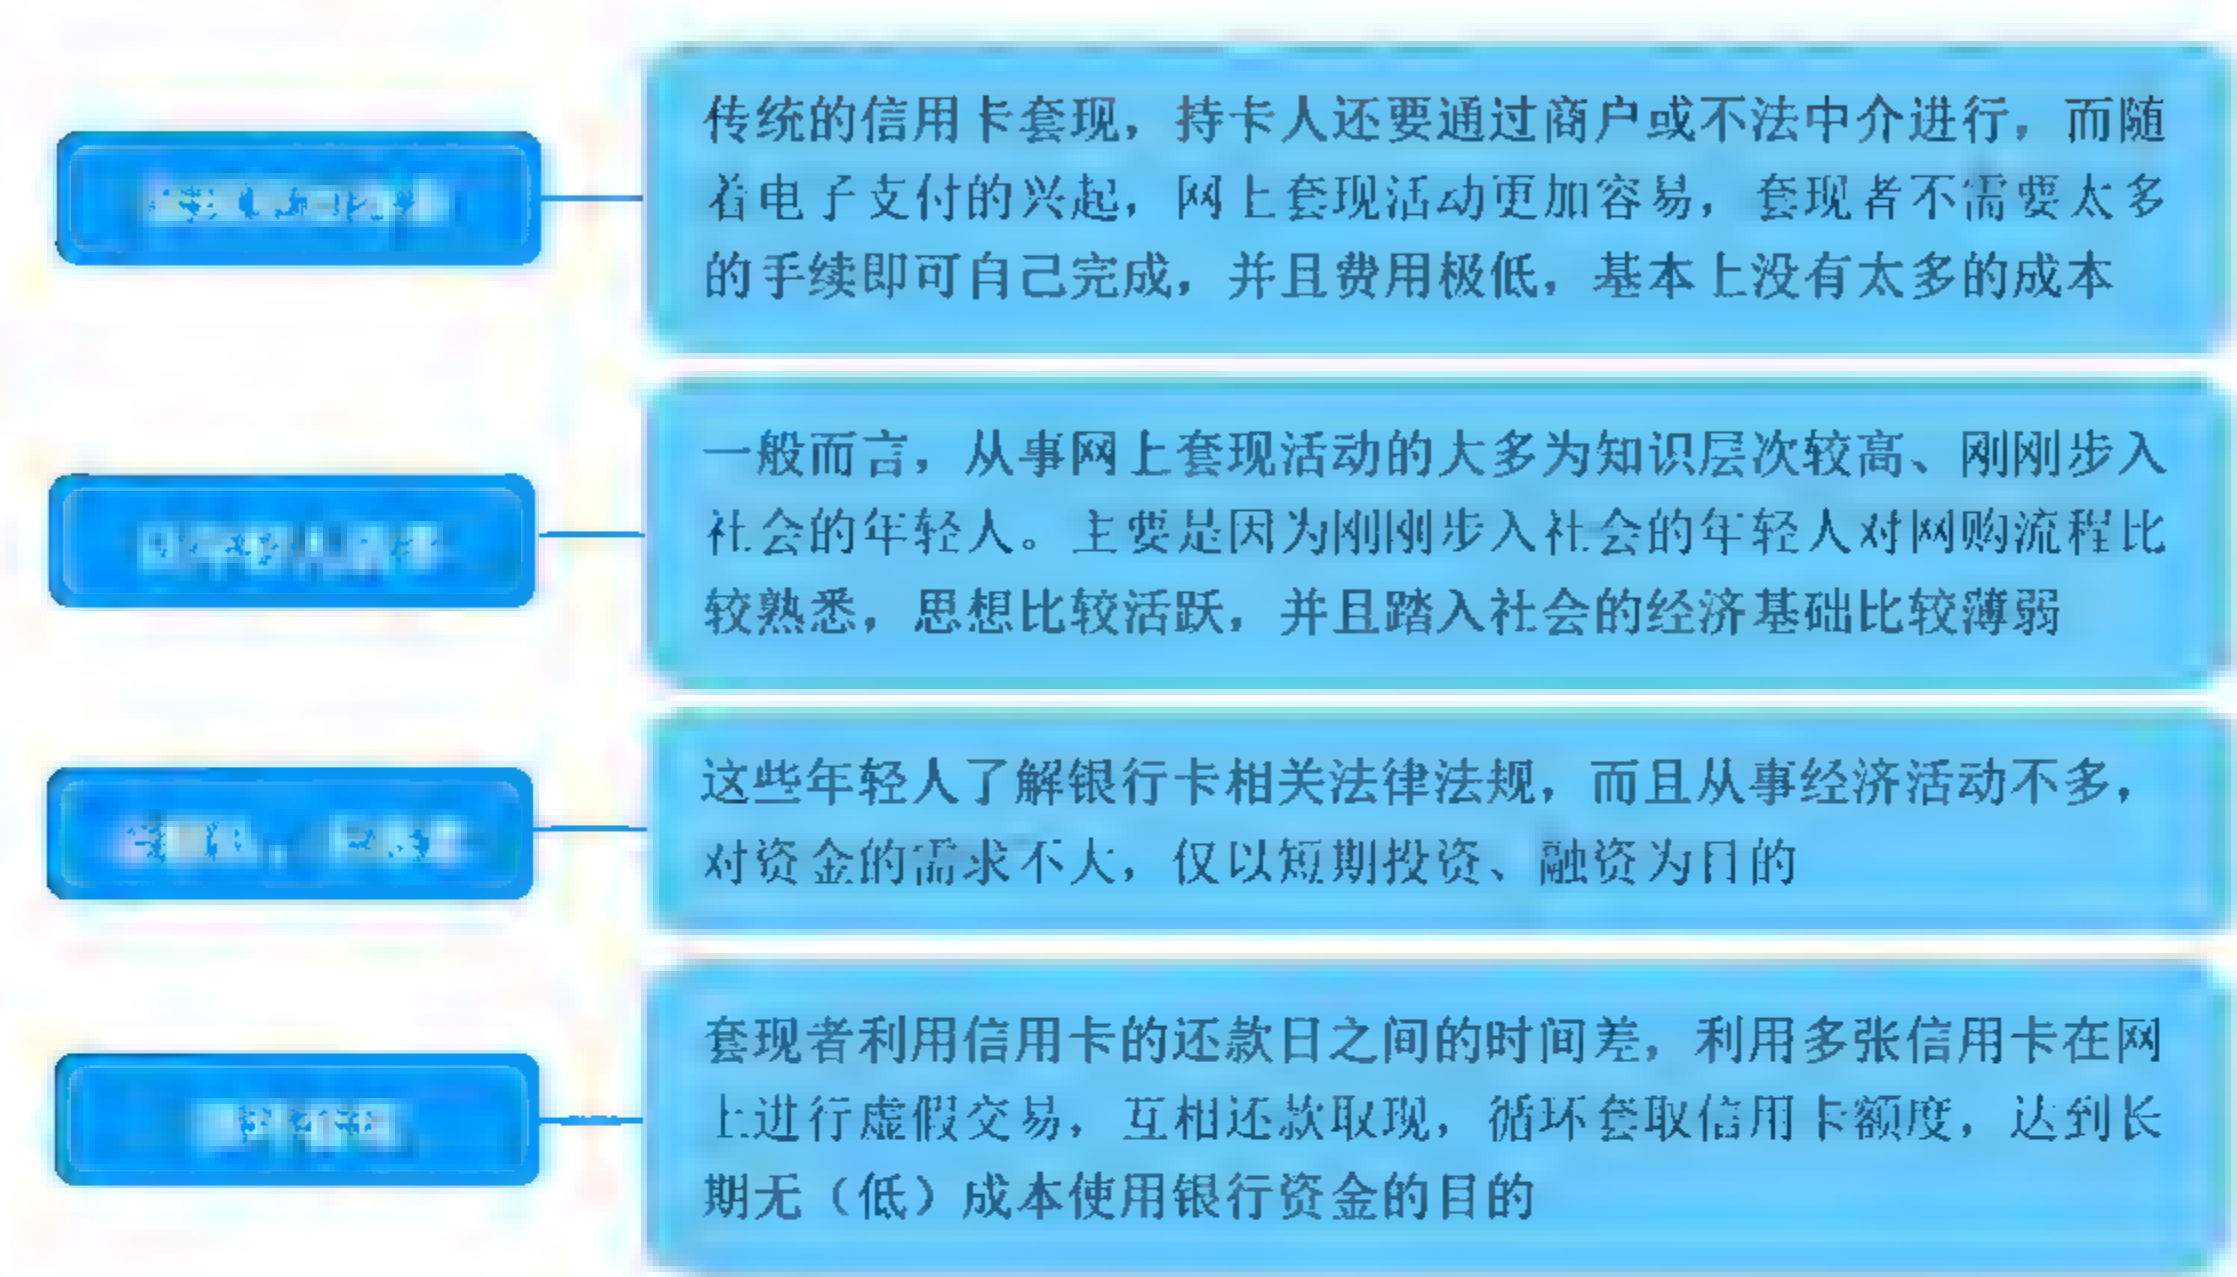 传统的信用卡套现，持卡人还要通过商户或不法中介进行，而随
着电子支付的兴起，网上套现活动更加容易，套现者不需要太多
的手续即可自己完成，并且费用极低，基本上没有太多的成本
一般而言，从事网上套现活动的大多为知识层次较高、刚刚步入
社会的年轻人。主要是因为刚刚步入社会的年轻人对网购流程比
较熟悉，思想比较活跃，并且踏入社会的经济基础比较薄弱
这些年轻人了解银行卡相关法律法规，而且从事经济活动不多，
对资金的需求不大，仅以短期投资、融资为目的
套现者利用信用卡的还款日之间的时间差，利用多张信用卡在网
上进行虚假交易，互相还款取现，循环套取信用卡额度，达到长
期无（低）成本使用银行资金的目的